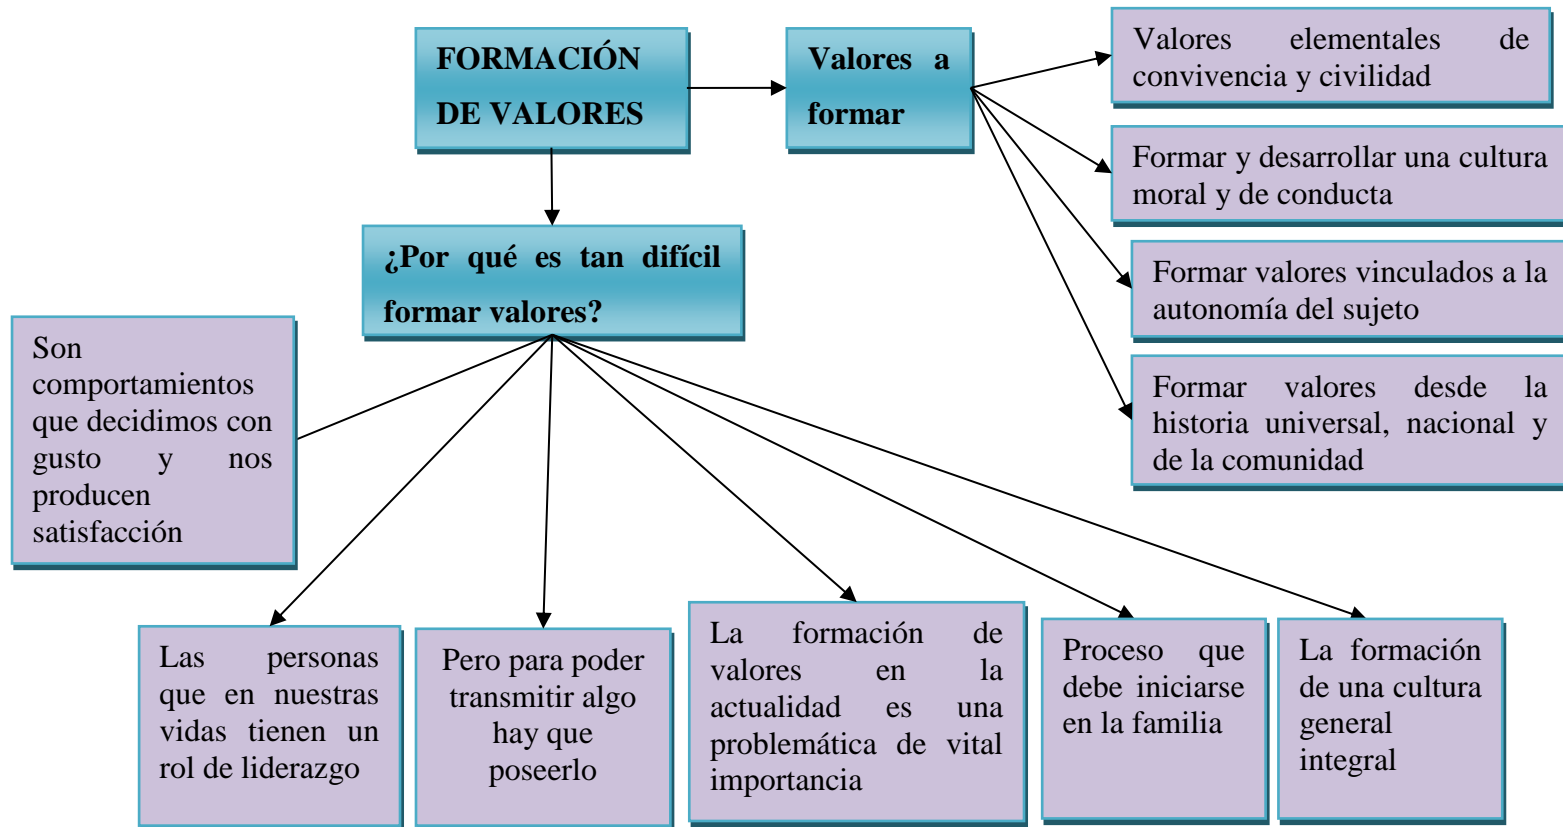 FORMACIÓN
DE VALORES
Valores a
formar
Valores elementales de
convivencia y civilidad
Formar y desarrollar una cultura
moral y de conducta
Formar valores vinculados a la
autonomía del sujeto
Formar valores desde la
historia universal, nacional y
de la comunidad
¿Por qué es tan difícil
formar valores?
Son
comportamientos
que decidimos con
gusto y nos
producen
satisfacción
Las personas
que en nuestras
vidas tienen un
rol de liderazgo
Pero para poder
transmitir algo
hay que
poseerlo
La formación de
valores en la
actualidad es una
problemática de vital
importancia
Proceso que
debe iniciarse
en la familia
La formación
de una cultura
general
integral